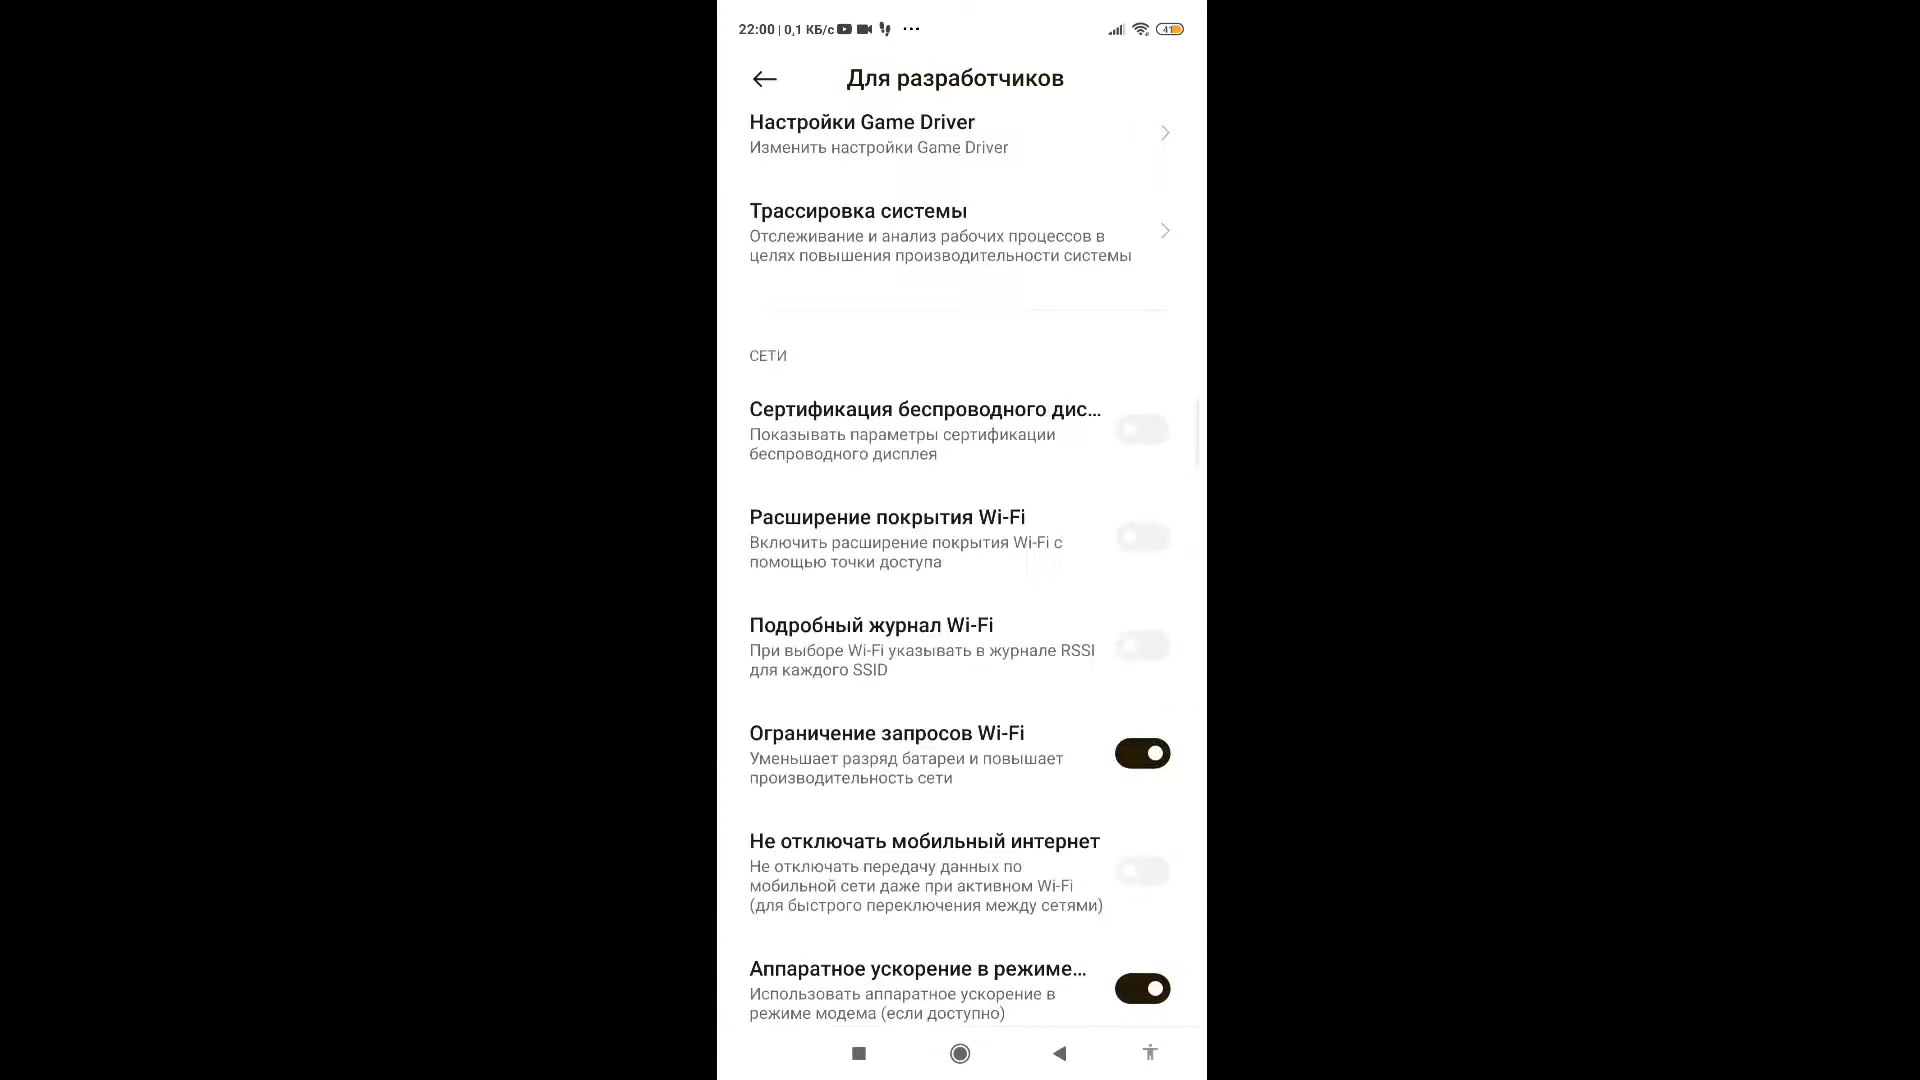 22:00 | 0,1 КБ/с ...
41
Для разработчиков
Настройки Game Driver
Изменить настройки Game Driver
Трассировка системы
Отслеживание и анализ рабочих процессов в
целях повышения производительности системы
СЕТИ
Сертификация беспроводного дис...
Показывать параметры сертификации
беспроводного дисплея
Расширение покрытия Wi-Fi
Включить расширение покрытия Wi-Fi с
помощью точки доступа
Подробный журнал Wi-Fi
При выборе Wi-Fi указывать в журнале RSSI
для каждого SSID
Ограничение запросов Wi-Fi
Уменьшает разряд батареи и повышает
производительность сети
Не отключать мобильный интернет
Не отключать передачу данных по
мобильной сети даже при активном Wi-Fi
(для быстрого переключения между сетями)
Аппаратное ускорение в режиме...
Использовать аппаратное ускорение в
режиме модема (если доступно)